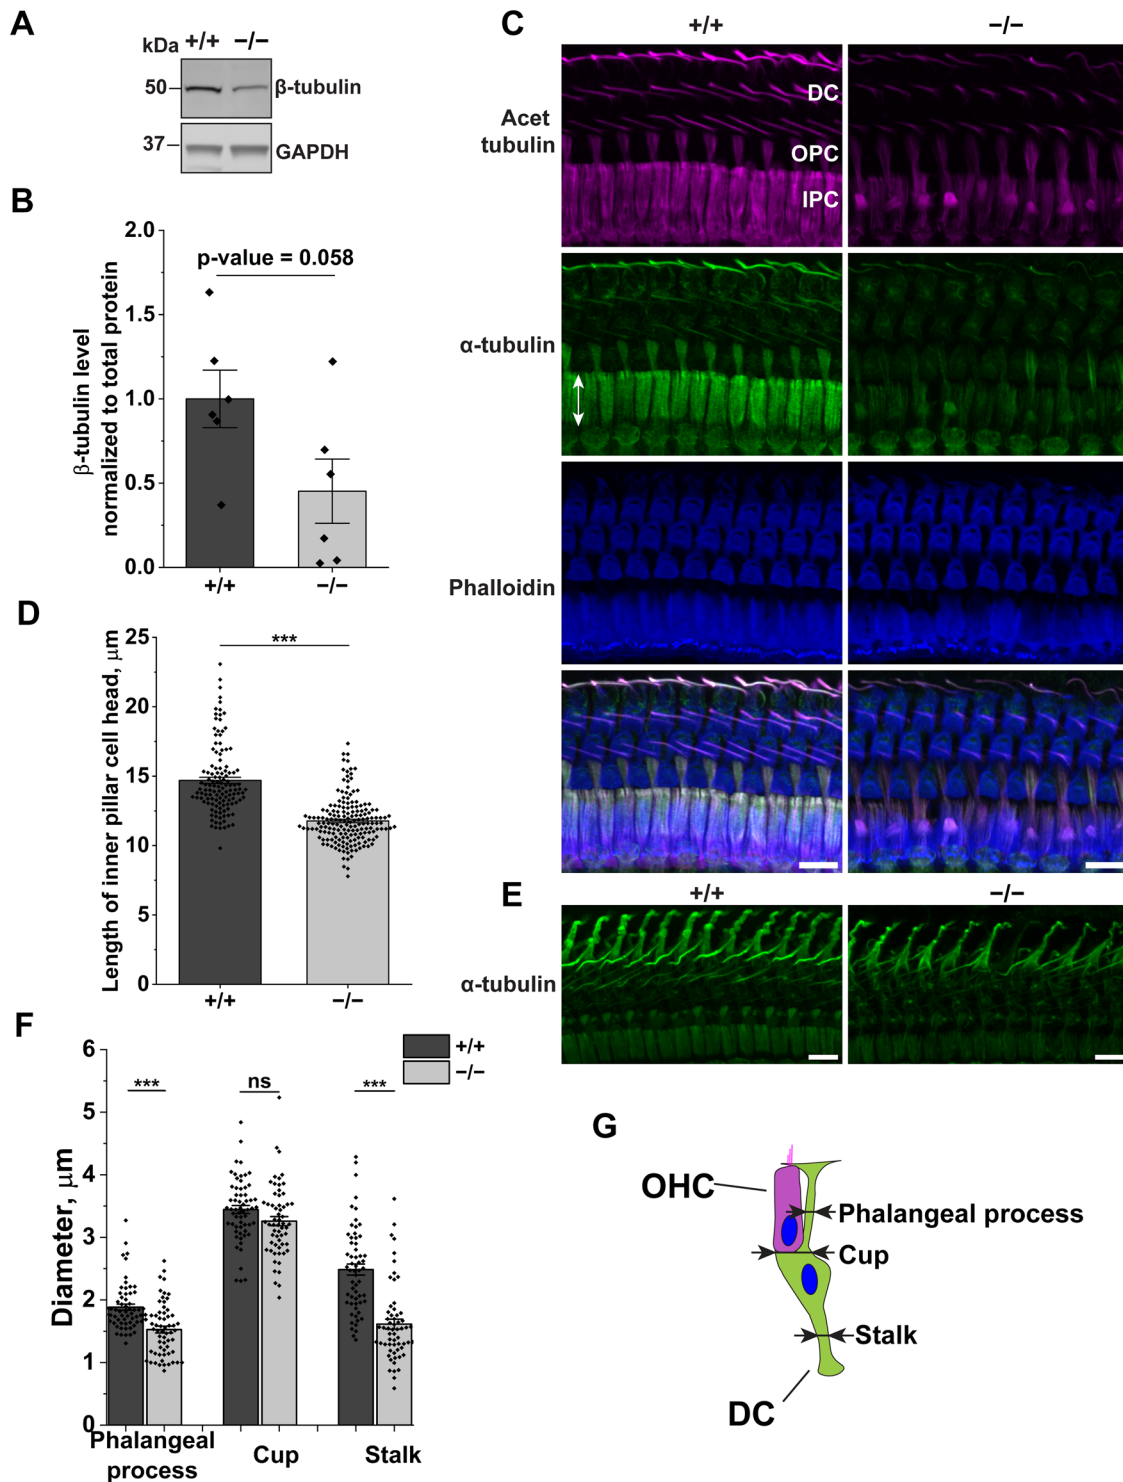 A
kDa +/+ −/−
50 β-tubulin
37 GAPDH
B
2.0
1.5
1.0
0.5
0.0
β-tubulin level
normalized to total protein
p-value = 0.058
+/+ −/−
C
+/+ −/−
Acet
tubulin
DC
OPC
IPC
α-tubulin
Phalloidin
D
25
20
15
10
5
0
Length of inner pillar cell head, μm
***
+/+ −/−
E
+/+ −/−
α-tubulin
F
6
5
4
3
2
1
0
Diameter, μm
+/+
−/−
*** ns ***
Phalangeal
process
Cup
Stalk
G
OHC
Phalangeal process
Cup
Stalk
DC